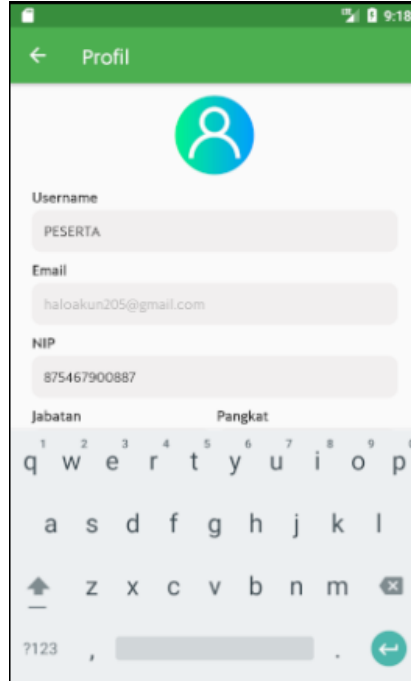 9:18
Profil
Username
PESERTA
Email
haloakun205@gmail.com
NIP
875467900887
Jabatan Pangkat
1 2 3 4 5 6 7 8 9
q w e r t y u i o p
a s d f g h j k l
z x c v b n m
?123 , .